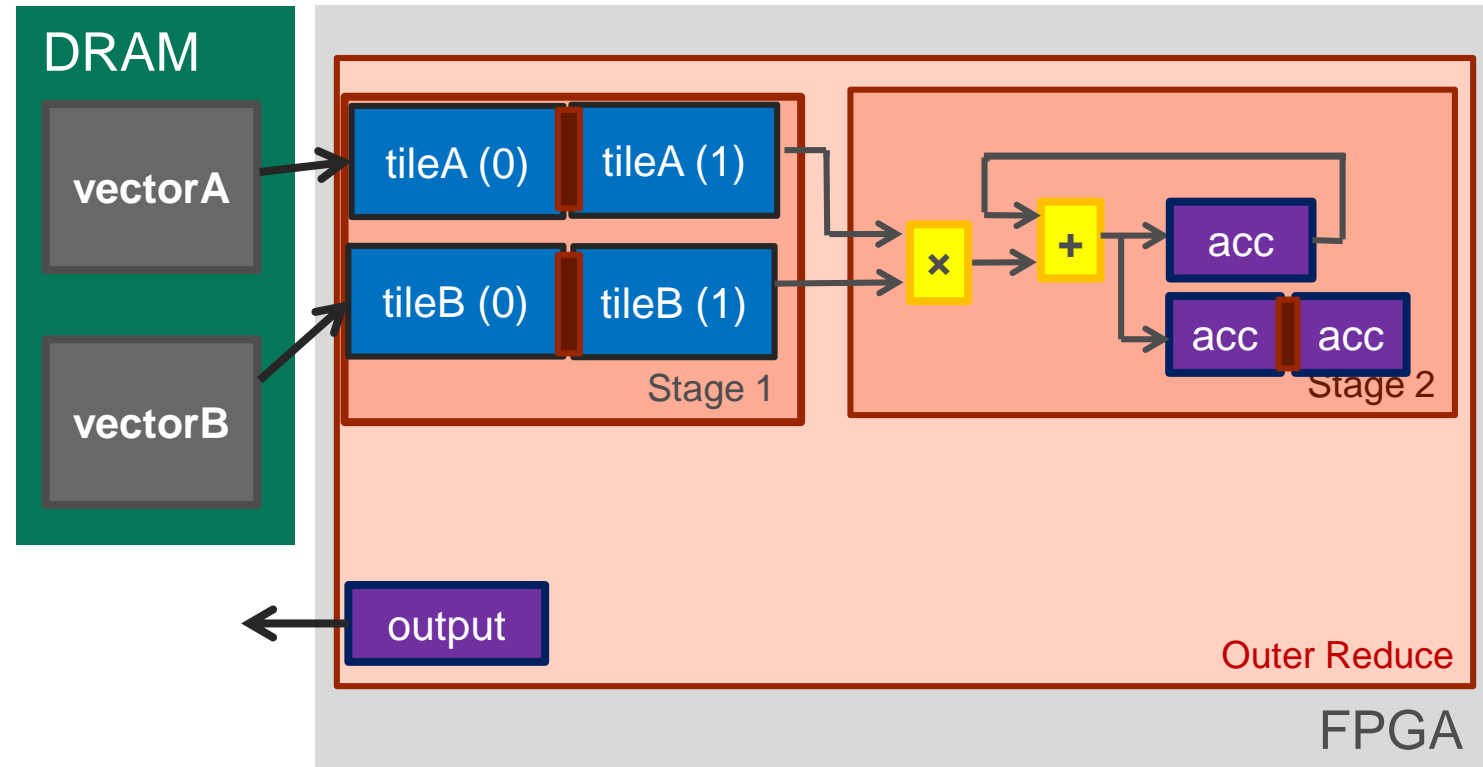 DRAM
vectorA
vectorB
tileA (0)
tileA (1)
tileB (0)
tileB (1)
Stage 1
×
+
acc
acc
acc
Stage 2
output
Outer Reduce
FPGA